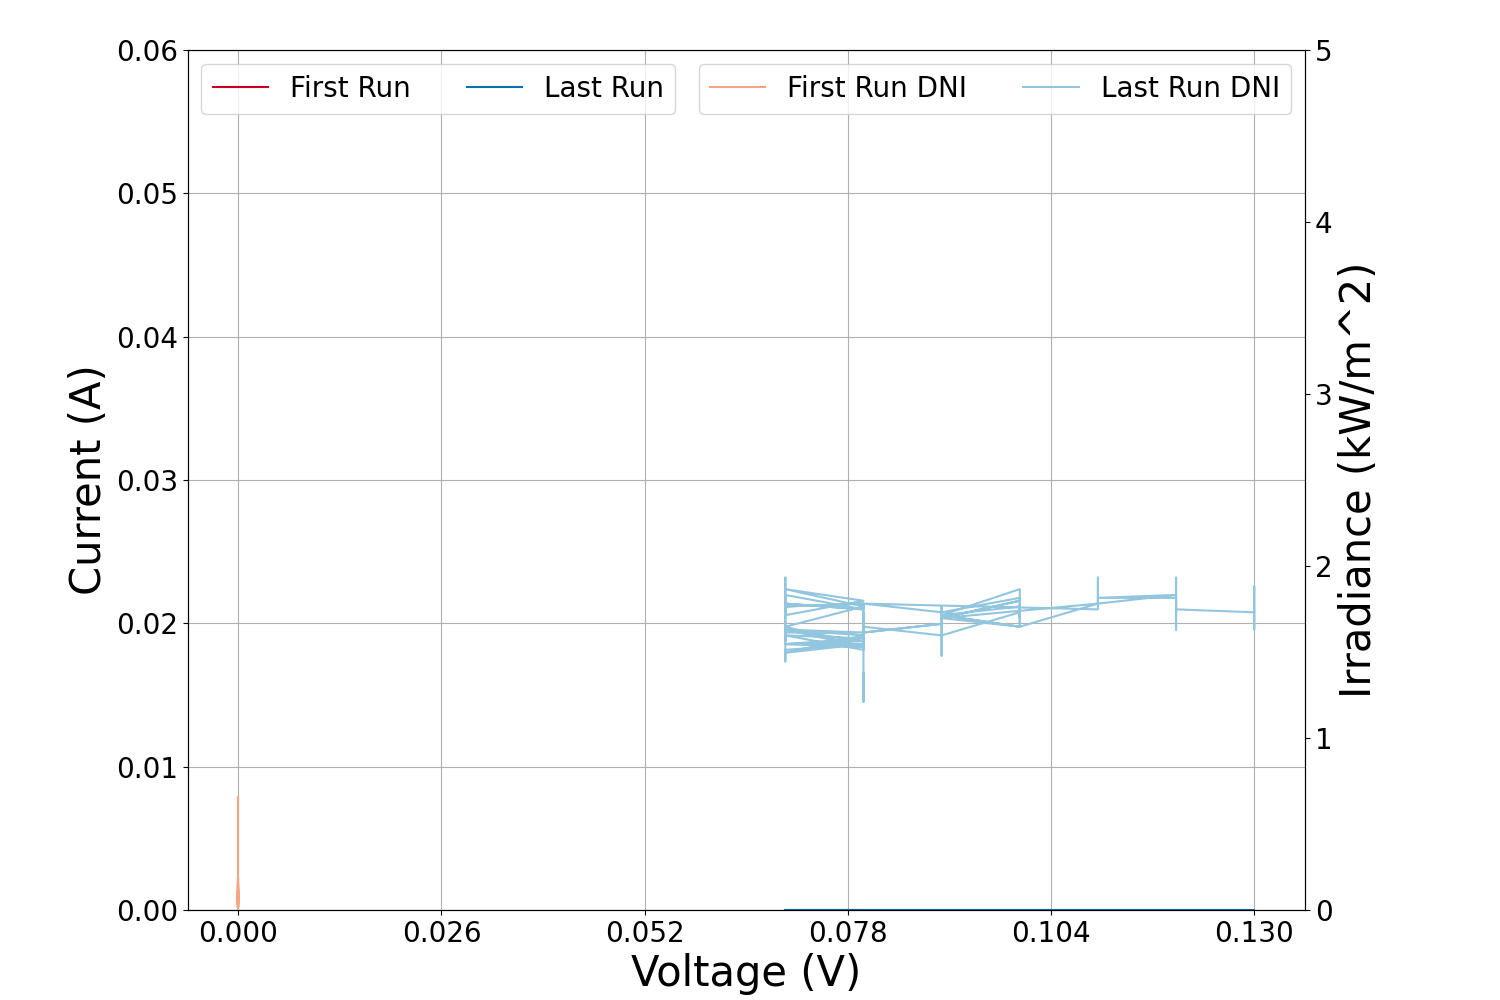 First Run
Last Run
First Run DNI
Last Run DNI
0.06
0.05
0.04
0.03
0.02
0.01
0.00
Current (A)
0.000
0.026
0.052
0.078
0.104
0.130
Voltage (V)
5
4
3
2
1
0
Irradiance (kW/m^2)